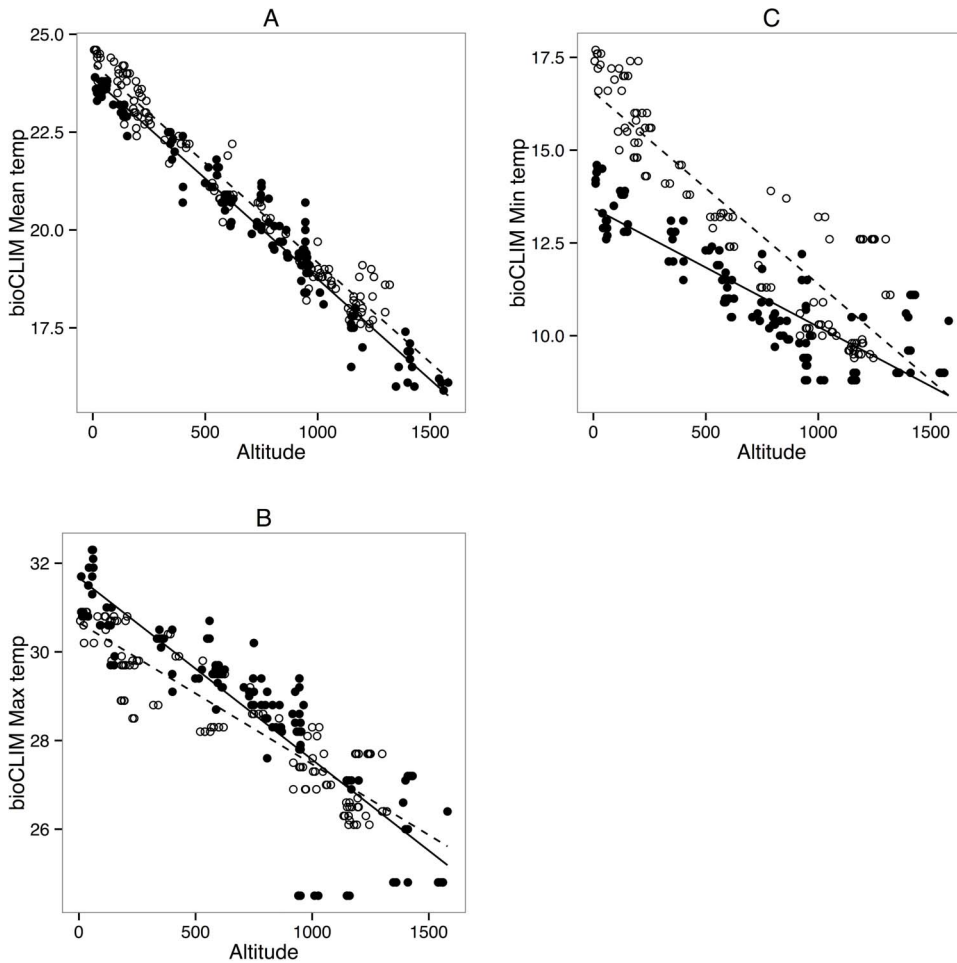 A
25.0
22.5
20.0
17.5
bioCLIM Mean temp
0 500 1000 1500
Altitude
C
17.5
15.0
12.5
10.0
bioCLIM Min temp
0 500 1000 1500
Altitude
B
32
30
28
26
bioCLIM Max temp
0 500 1000 1500
Altitude